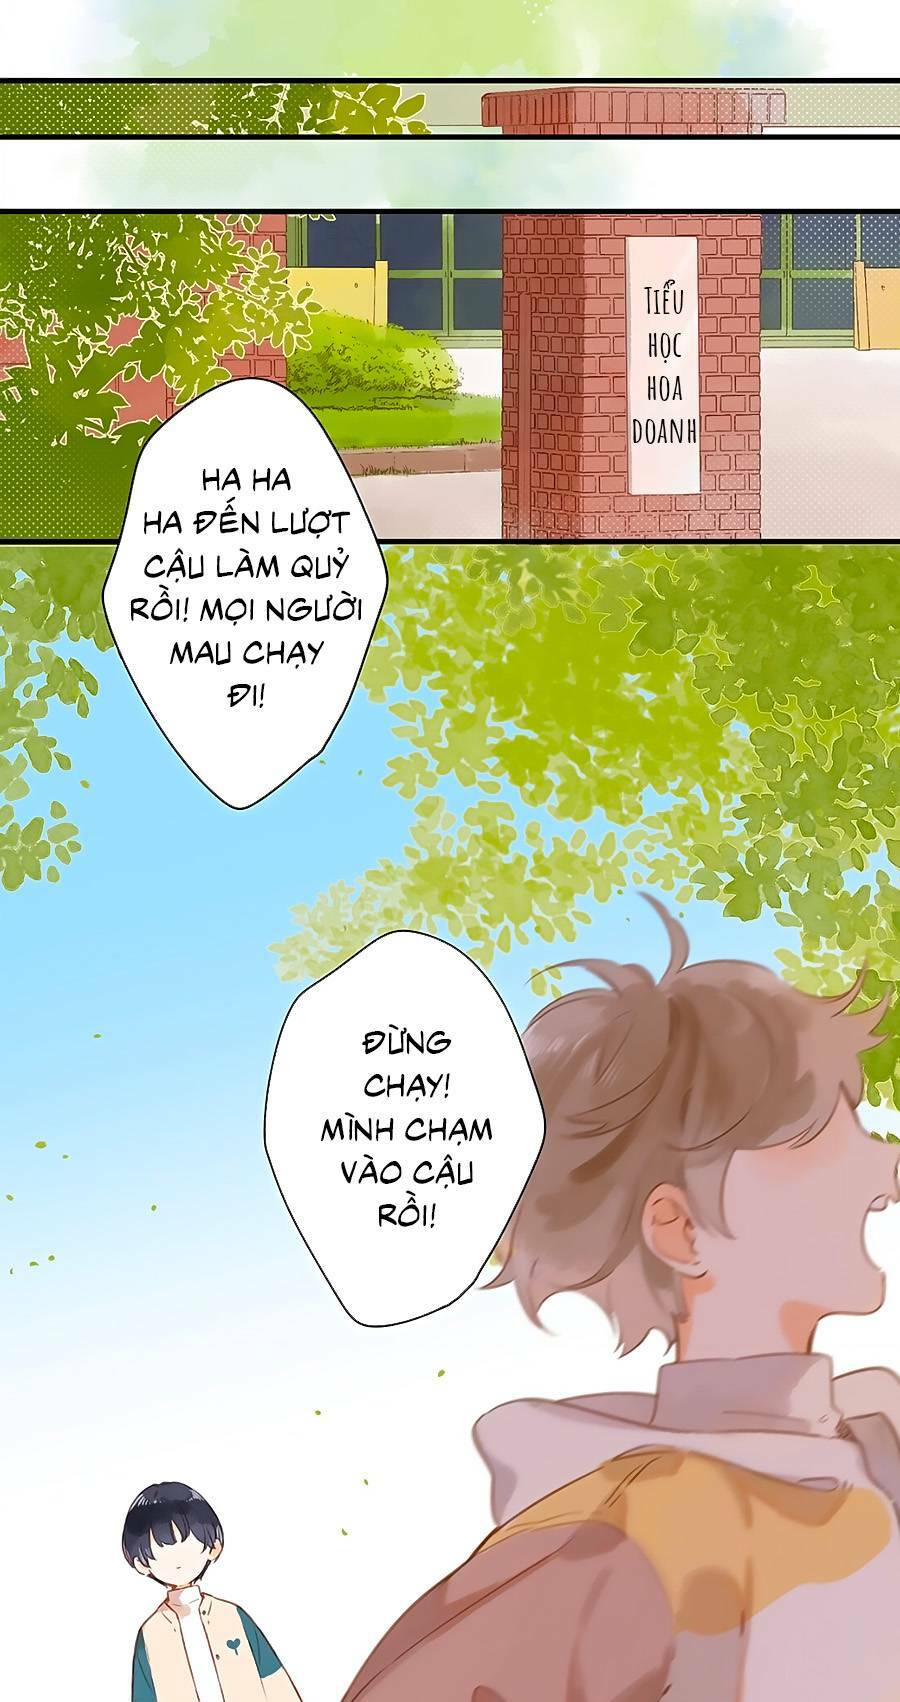 TIỂU
HỌC
HOA
DOANH
HA HA
HA ĐẾN LƯỢT
CẬU LÀM QUỶ
RỒI! MỌI NGƯỜI
MAU CHẠY
ĐI!
ĐỪNG
CHẠY!
MÌNH CHẠM
VÀO CẬU
RỒI!